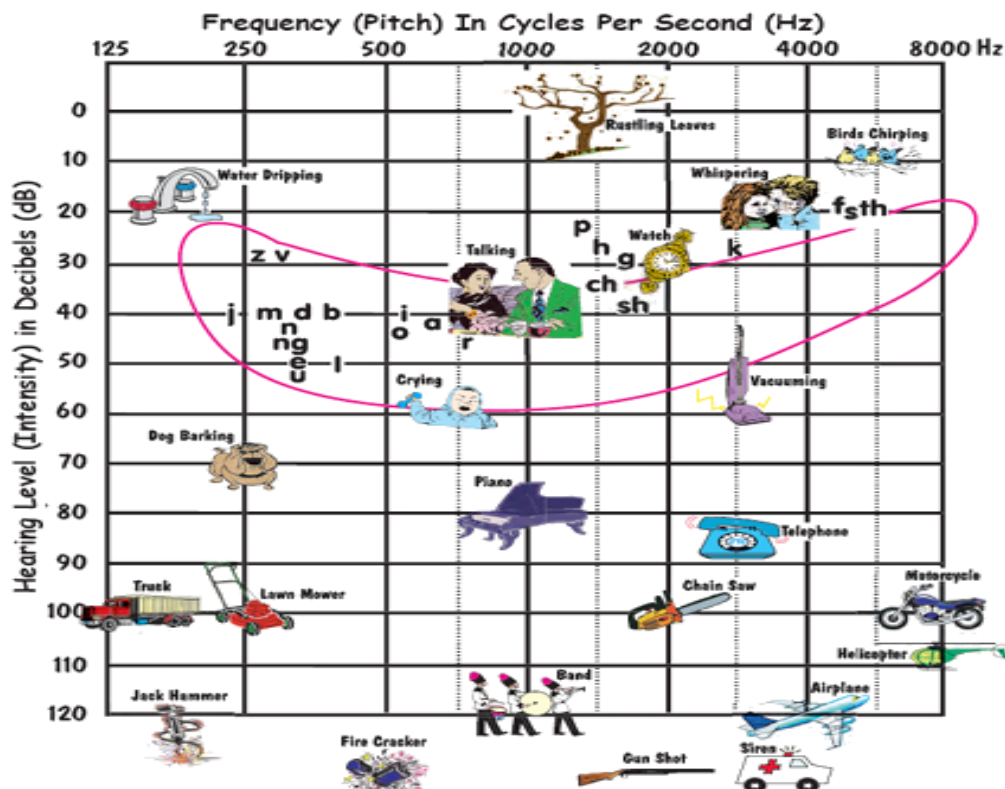 Frequency (Pitch) In Cycles Per Second (Hz)
125 250 500 1000 2000 4000 8000 Hz
Hearing Level (Intensity) in Decibels (dB)
0
Rustling Leaves
Birds Chirping
10
Water Dripping
Whispering
20
f s th
p
Watch
k
h
z v
Talking
g
30
ch
sh
j m d b i
40
a
n
o
ng
r
e l
50
u
Crying
Vacuuming
60
Dog Barking
70
Piano
80
Telephone
90
Truck
Lawn Mower
Chain Saw
Motorcycle
100
Helicopter
110
Band
Jack Hammer
Airplane
120
Fire Cracker
Gun Shot
Siren